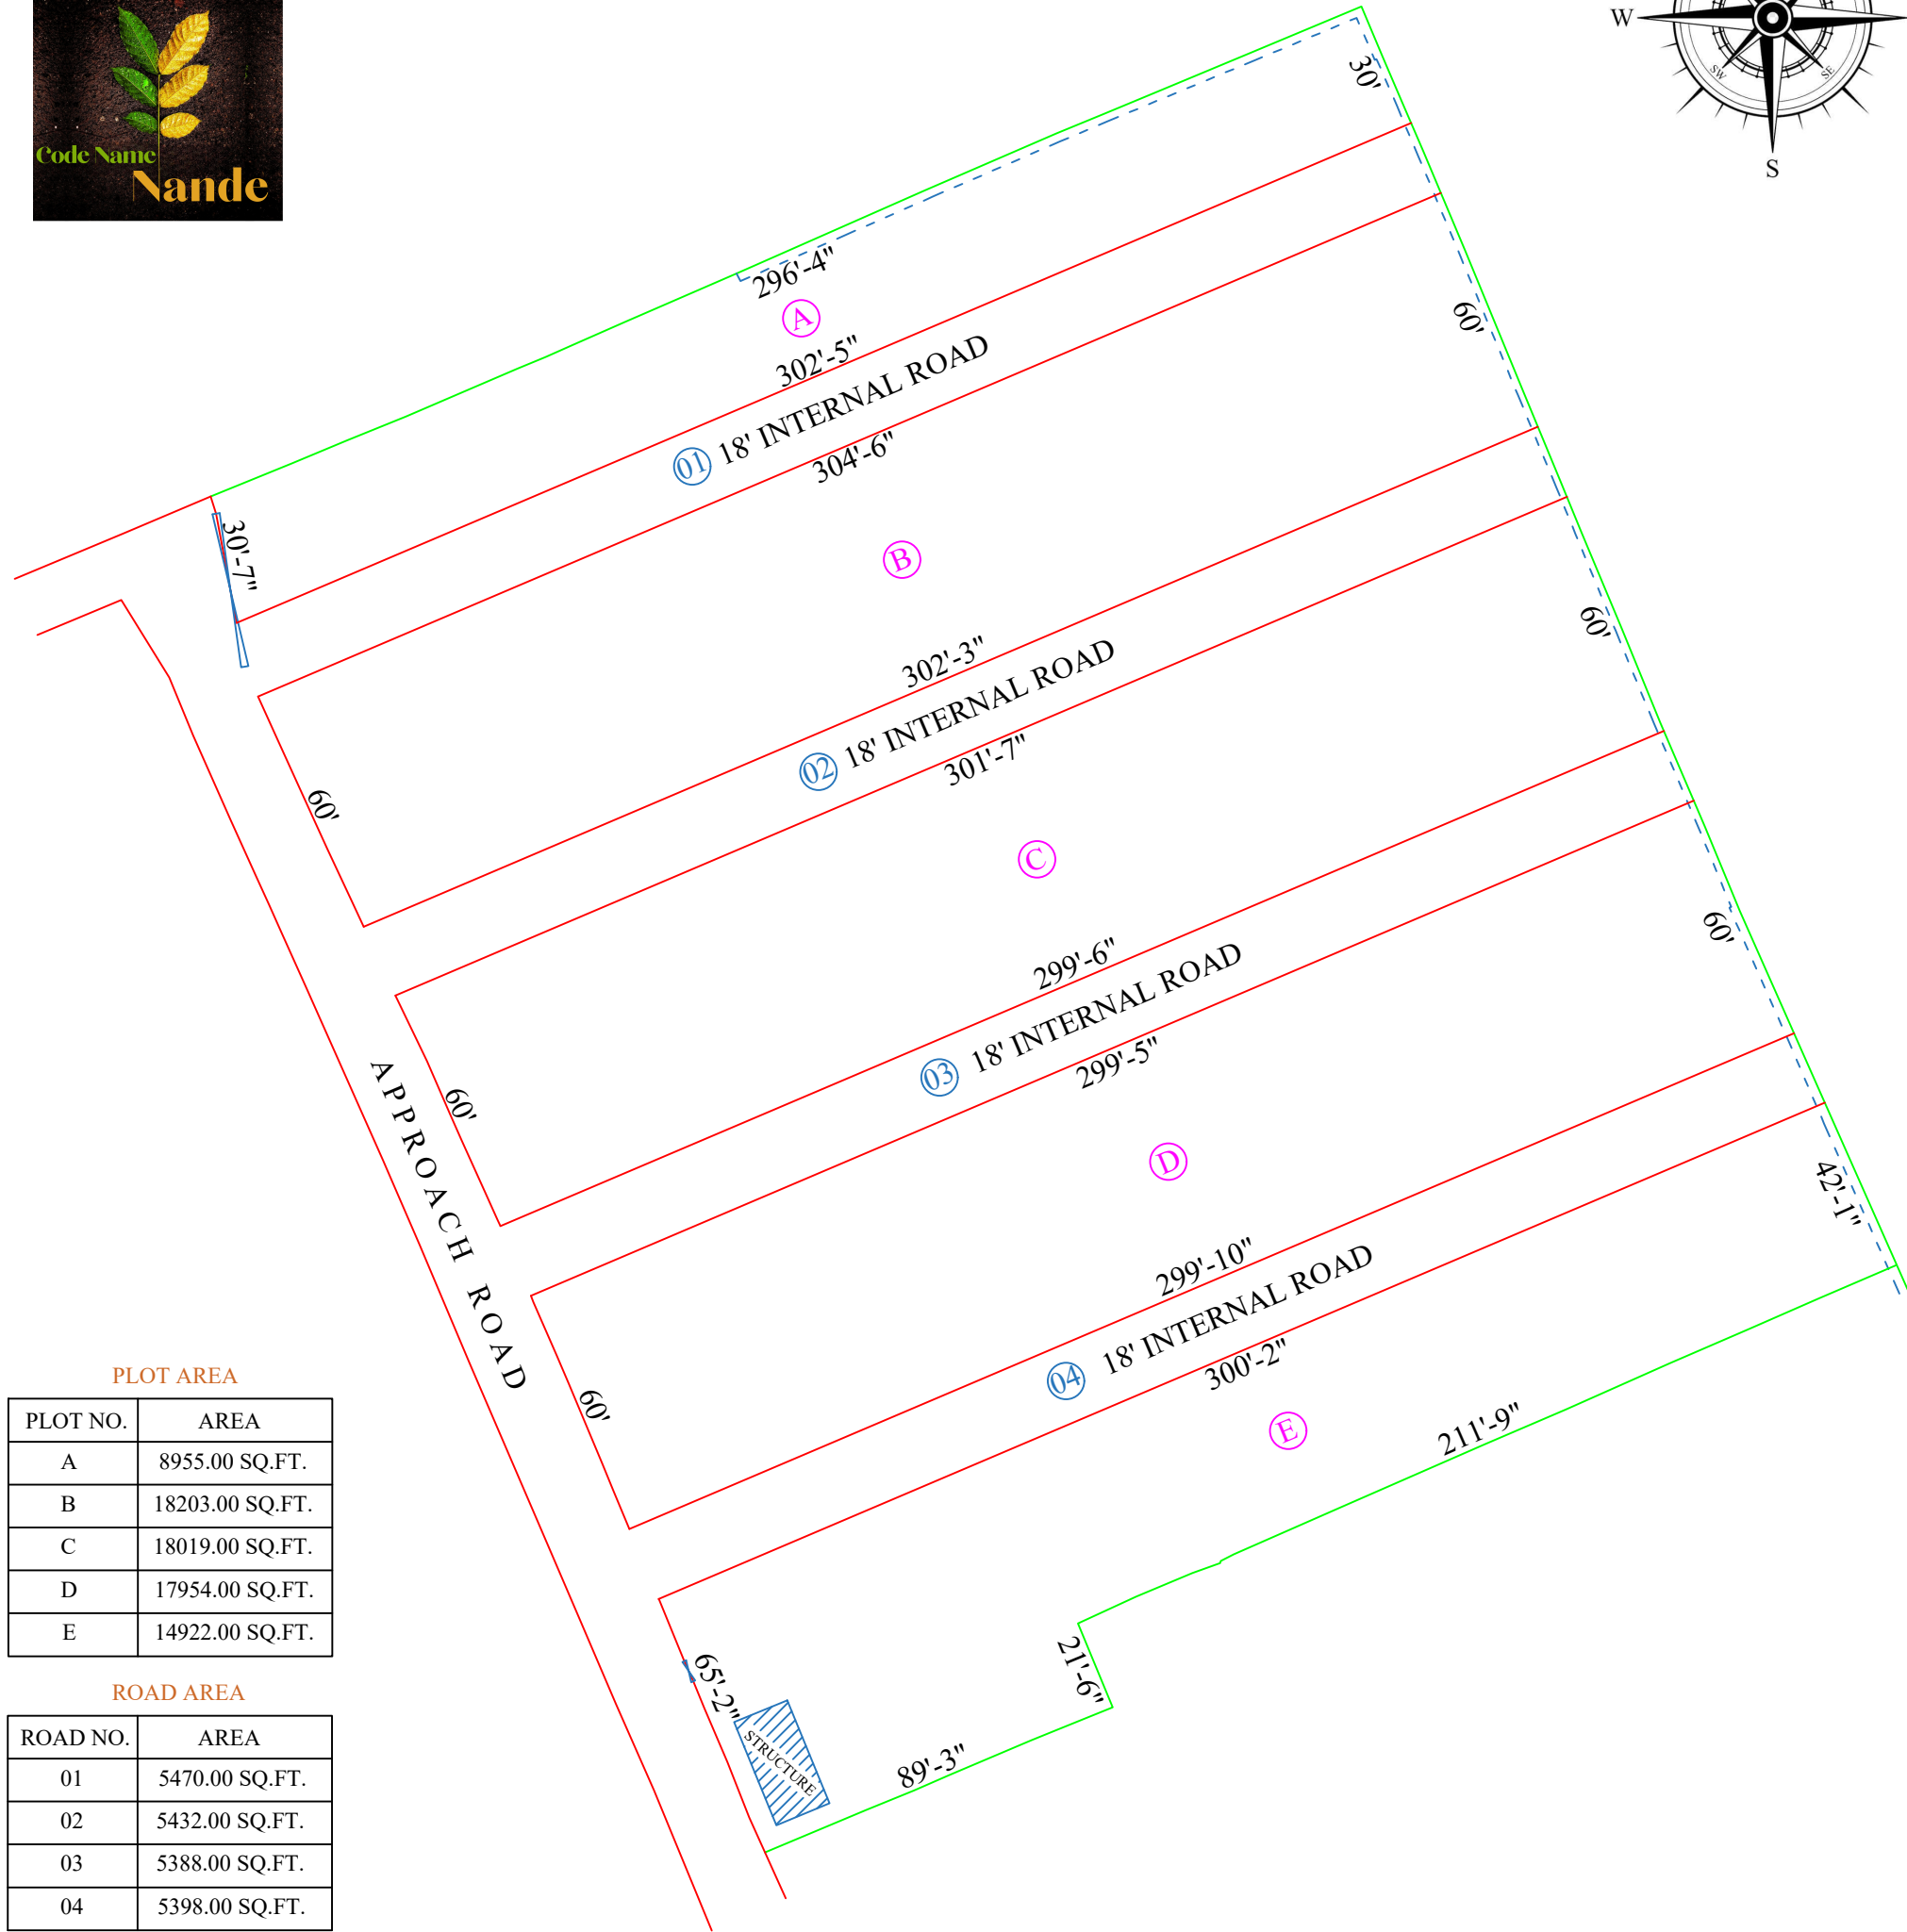 Code Name
Nande
W
SW
SE
S
30'
296'-4"
A
302'-5"
01 18' INTERNAL ROAD
304'-6"
60'
30'-7"
B
302'-3"
02 18' INTERNAL ROAD
301'-7"
60'
60'
C
299'-6"
03 18' INTERNAL ROAD
299'-5"
60'
60'
D
299'-10"
04 18' INTERNAL ROAD
300'-2"
60'
42'-1"
E
211'-9"
21'-6"
89'-3"
65'-2"
STRUCTURE
APPROACH ROAD
PLOT AREA
PLOT NO. AREA
A 8955.00 SQ.FT.
B 18203.00 SQ.FT.
C 18019.00 SQ.FT.
D 17954.00 SQ.FT.
E 14922.00 SQ.FT.
ROAD AREA
ROAD NO. AREA
01 5470.00 SQ.FT.
02 5432.00 SQ.FT.
03 5388.00 SQ.FT.
04 5398.00 SQ.FT.